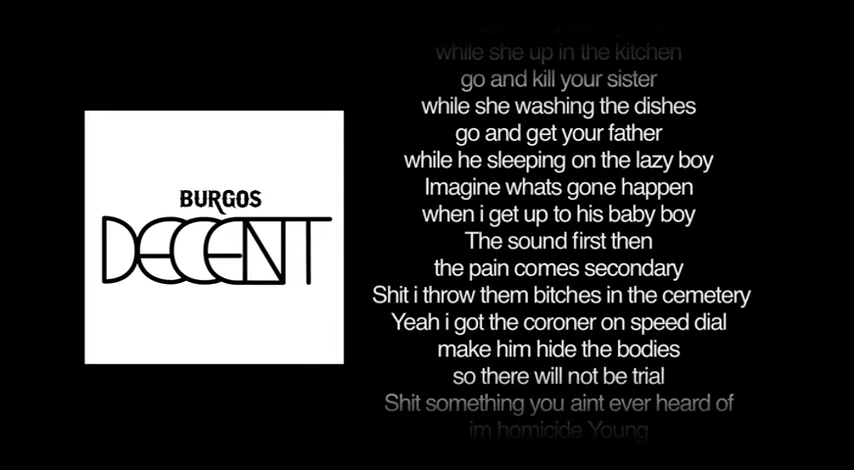 BURGOS
DECENT
while she up in the kitchen
go and kill your sister
while she washing the dishes
go and get your father
while he sleeping on the lazy boy
Imagine whats gone happen
when i get up to his baby boy
The sound first then
the pain comes secondary
Shit i throw them bitches in the cemetery
Yeah i got the coroner on speed dial
make him hide the bodies
so there will not be trial
Shit something you aint ever heard of
im homicide Young